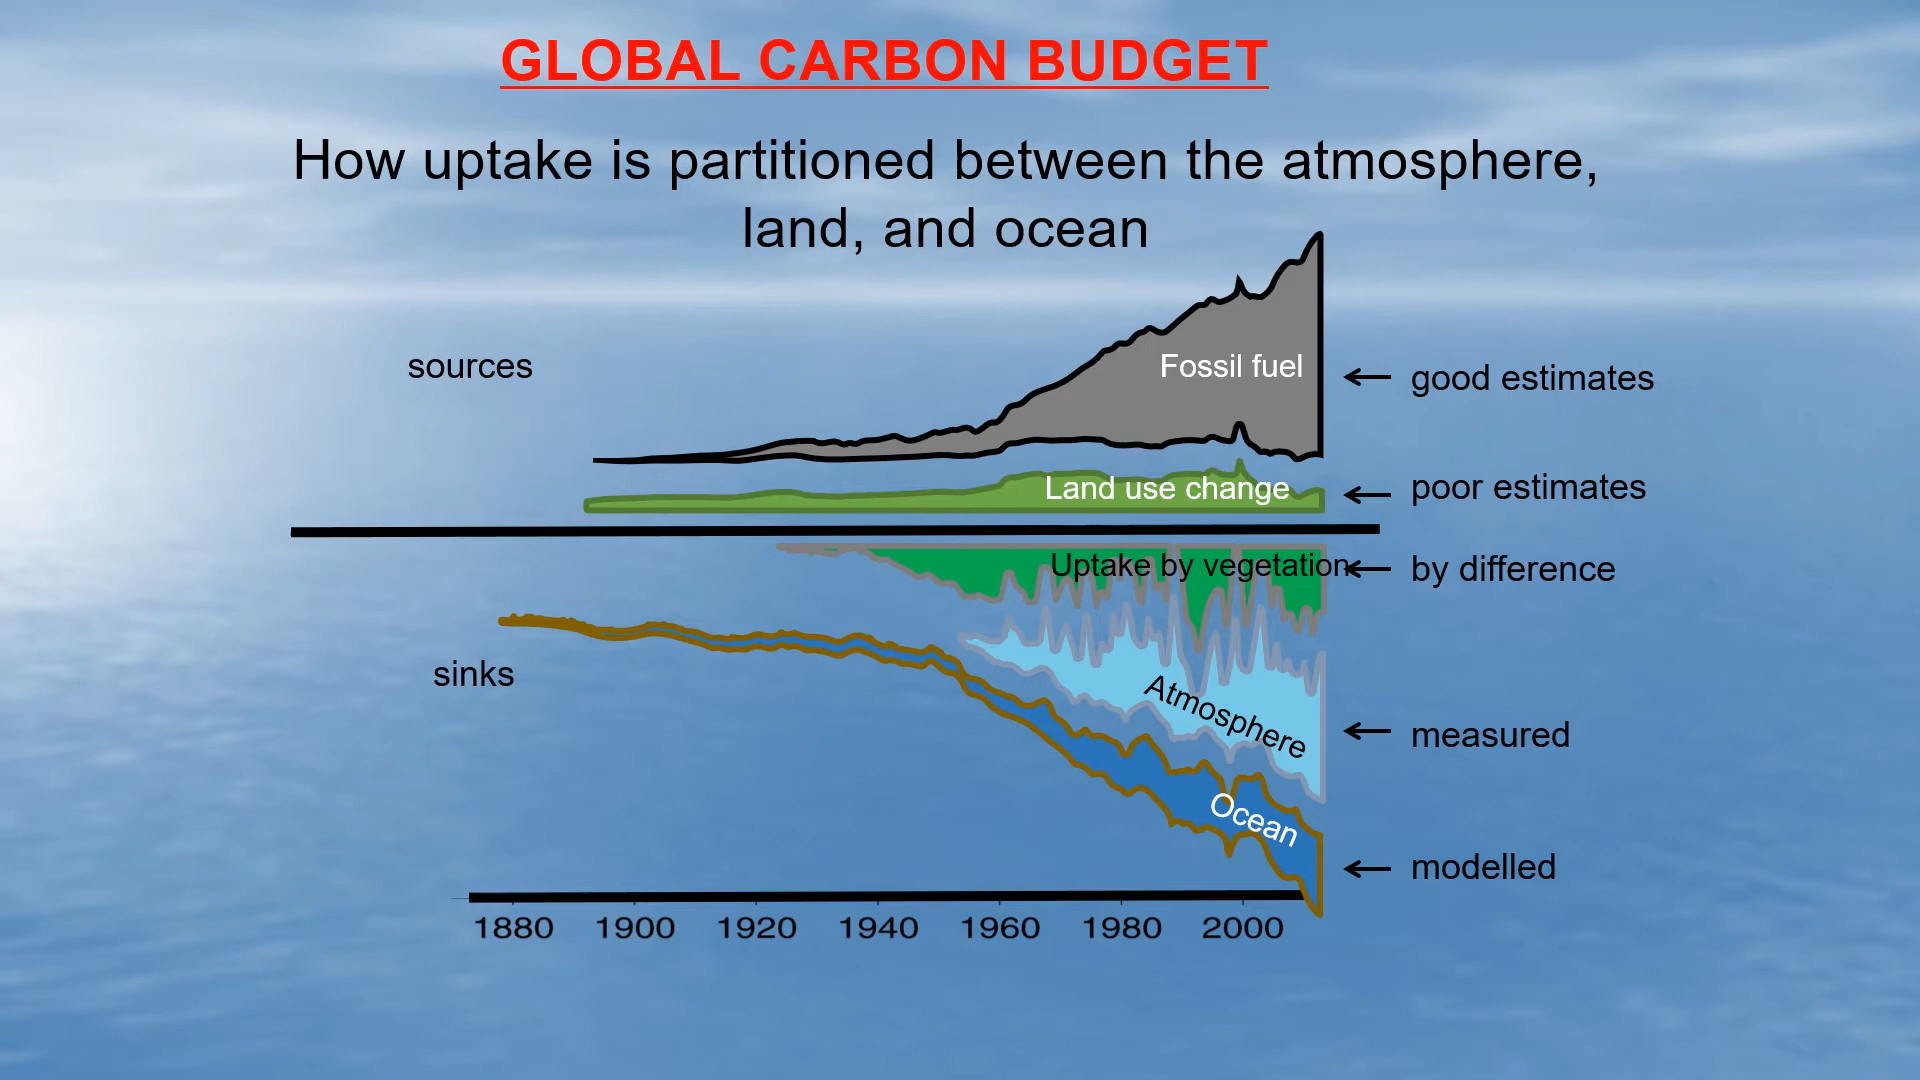 GLOBAL CARBON BUDGET
How uptake is partitioned between the atmosphere,
land, and ocean
sources
Fossil fuel
good estimates
Land use change
poor estimates
Uptake by vegetation
by difference
sinks
Atmosphere
measured
Ocean
modelled
1880 1900 1920 1940 1960 1980 2000